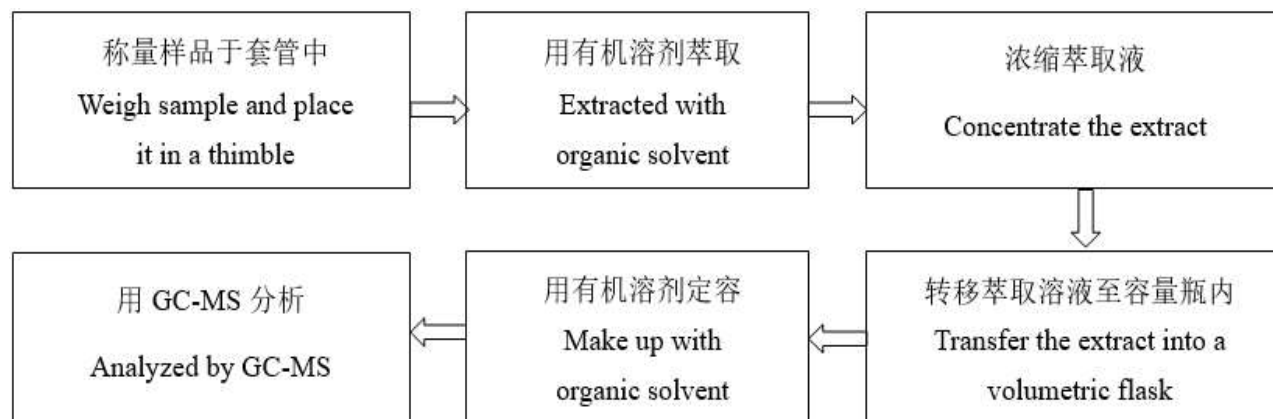 称量样品于套管中
Weigh sample and place
it in a thimble
用有机溶剂萃取
Extracted with
organic solvent
浓缩萃取液
Concentrate the extract
转移萃取溶液至容量瓶内
Transfer the extract into a
volumetric flask
用有机溶剂定容
Make up with
organic solvent
用 GC-MS 分析
Analyzed by GC-MS